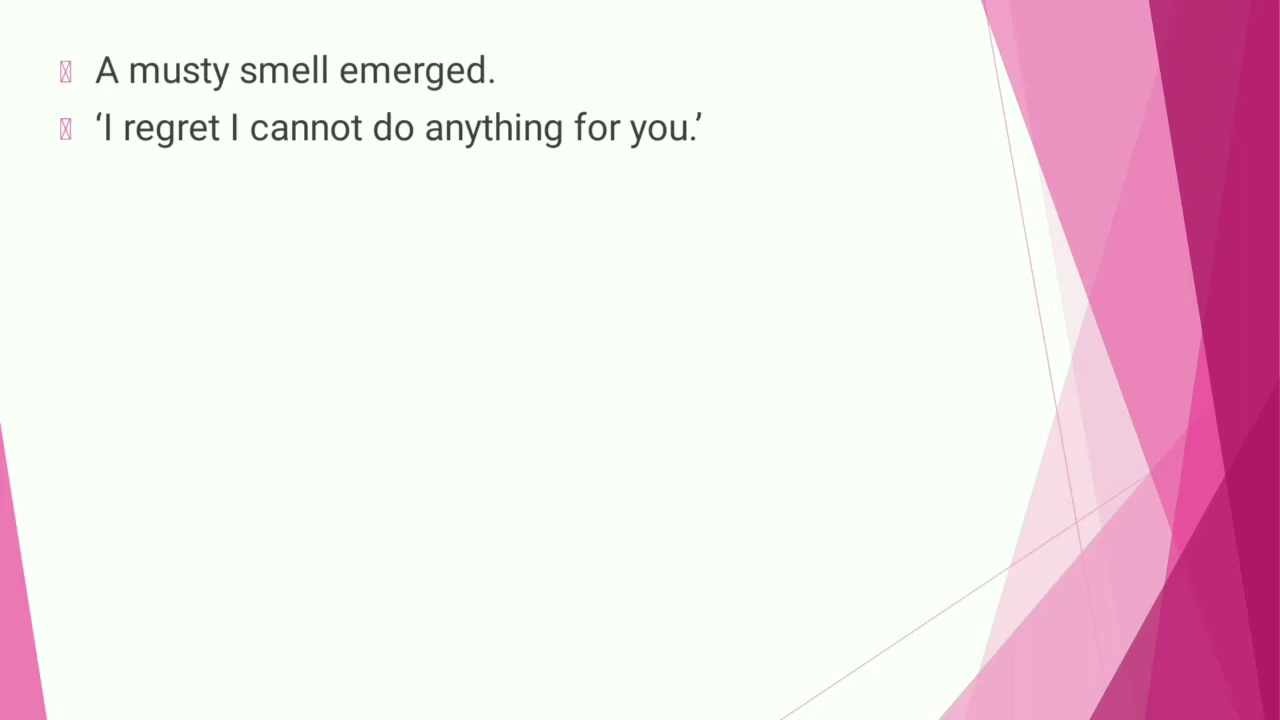 A musty smell emerged.
‘I regret I cannot do anything for you.’